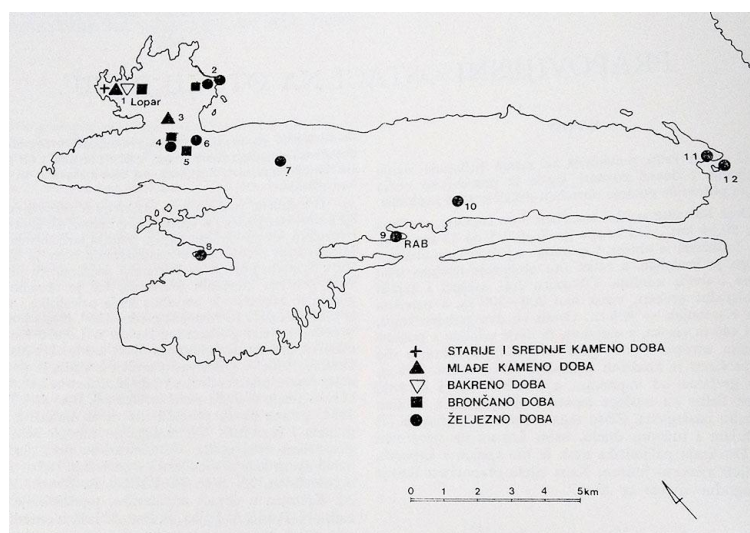 2
1 Lopar
3
4
6
5
7
8
9
RAB
10
11
12
STARIJE I SREDNJE KAMENO DOBA
MLAĐE KAMENO DOBA
BAKRENO DOBA
BRONČANO DOBA
ŽELJEZNO DOBA
0 1 2 3 4 5km